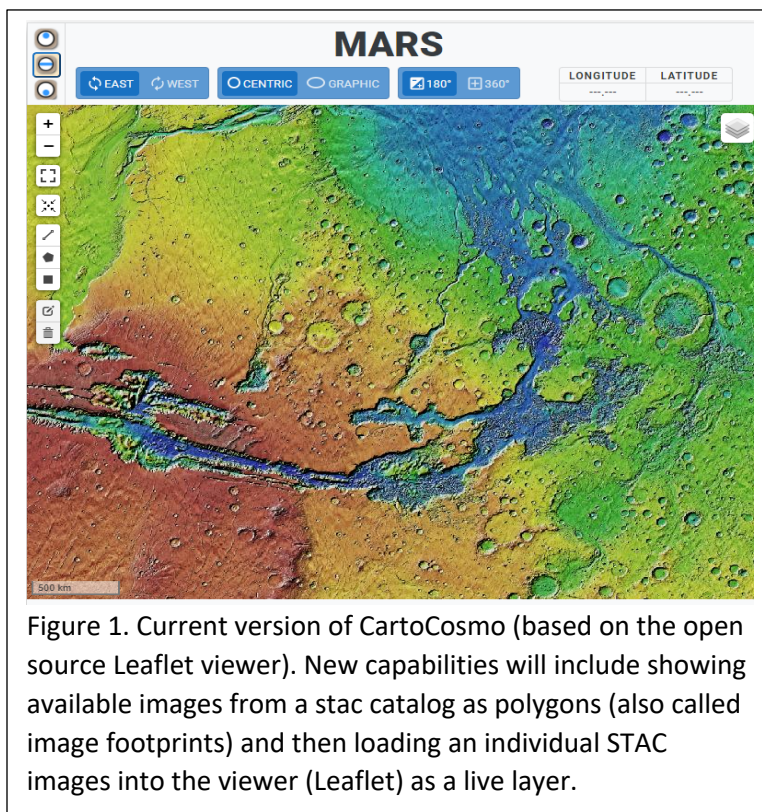 MARS
EAST WEST CENTRIC GRAPHIC 180° 360° LONGITUDE LATITUDE
---.--- ---.---
+
−
500 km
Figure 1. Current version of CartoCosmo (based on the open
source Leaflet viewer). New capabilities will include showing
available images from a stac catalog as polygons (also called
image footprints) and then loading an individual STAC
images into the viewer (Leaflet) as a live layer.